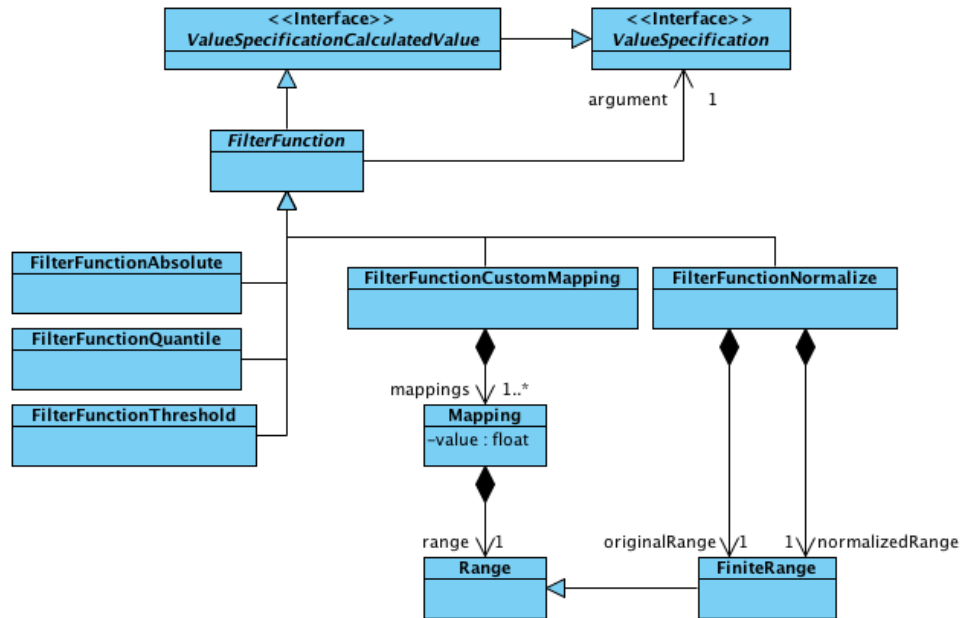 <<Interface>>
ValueSpecificationCalculatedValue
<<Interface>>
ValueSpecification
argument 1
FilterFunction
FilterFunctionAbsolute
FilterFunctionCustomMapping
FilterFunctionNormalize
FilterFunctionQuantile
mappings 1..*
FilterFunctionThreshold
Mapping
-value : float
range 1
originalRange 1
1 normalizedRange
Range
FiniteRange